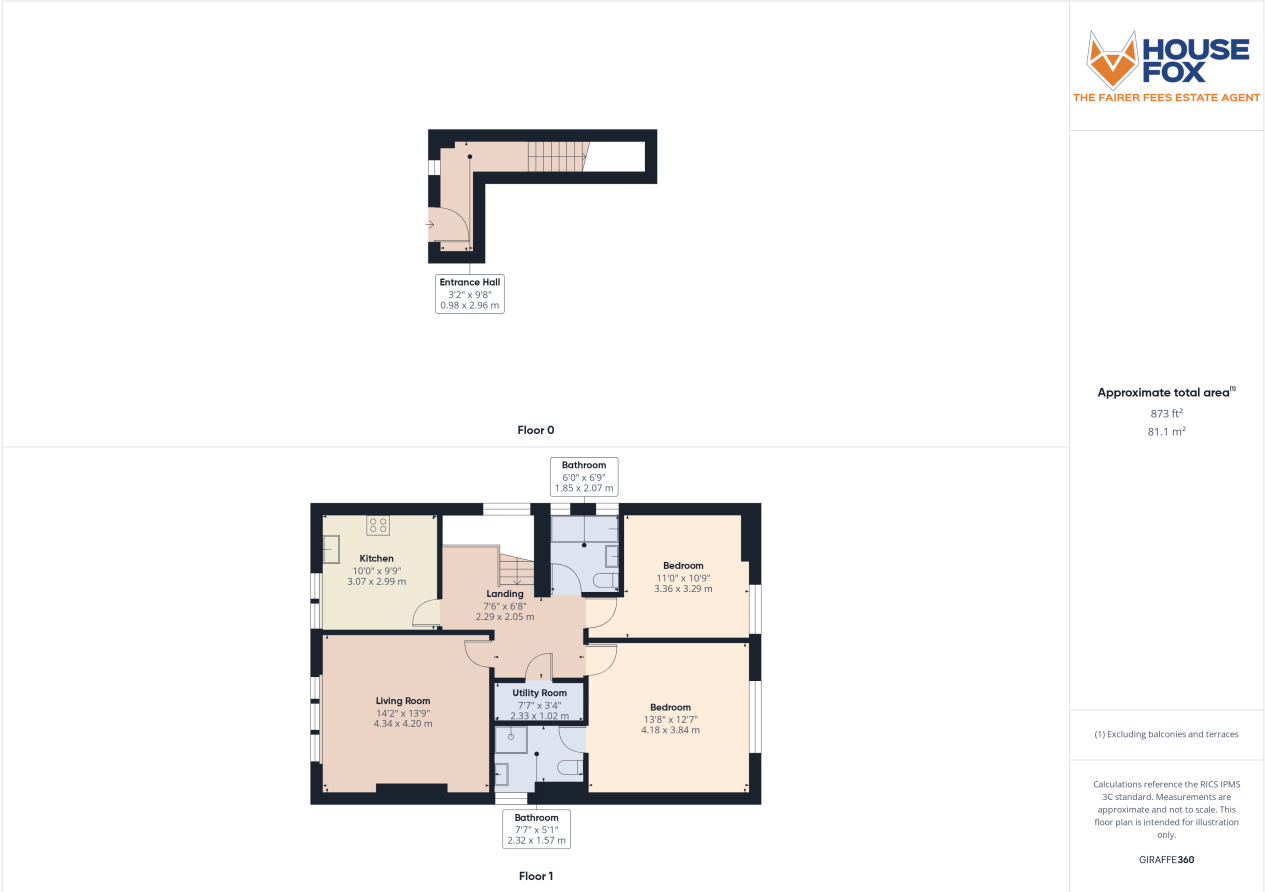 HOUSE
FOX
THE FAIRER FEES ESTATE AGENT
Entrance Hall
3'2" x 9'8"
0.98 x 2.96 m
Approximate total area(1)
873 ft²
81.1 m²
Floor 0
Bathroom
6'0" x 6'9"
1.85 x 2.07 m
Kitchen
10'0" x 9'9"
3.07 x 2.99 m
Bedroom
11'0" x 10'9"
3.36 x 3.29 m
Landing
7'6" x 6'8"
2.29 x 2.05 m
Living Room
14'2" x 13'9"
4.34 x 4.20 m
Utility Room
7'7" x 3'4"
2.33 x 1.02 m
Bedroom
13'8" x 12'7"
4.18 x 3.84 m
Bathroom
7'7" x 5'1"
2.32 x 1.57 m
Floor 1
(1) Excluding balconies and terraces
Calculations reference the RICS IPMS
3C standard. Measurements are
approximate and not to scale. This
floor plan is intended for illustration
only.
GIRAFFE360